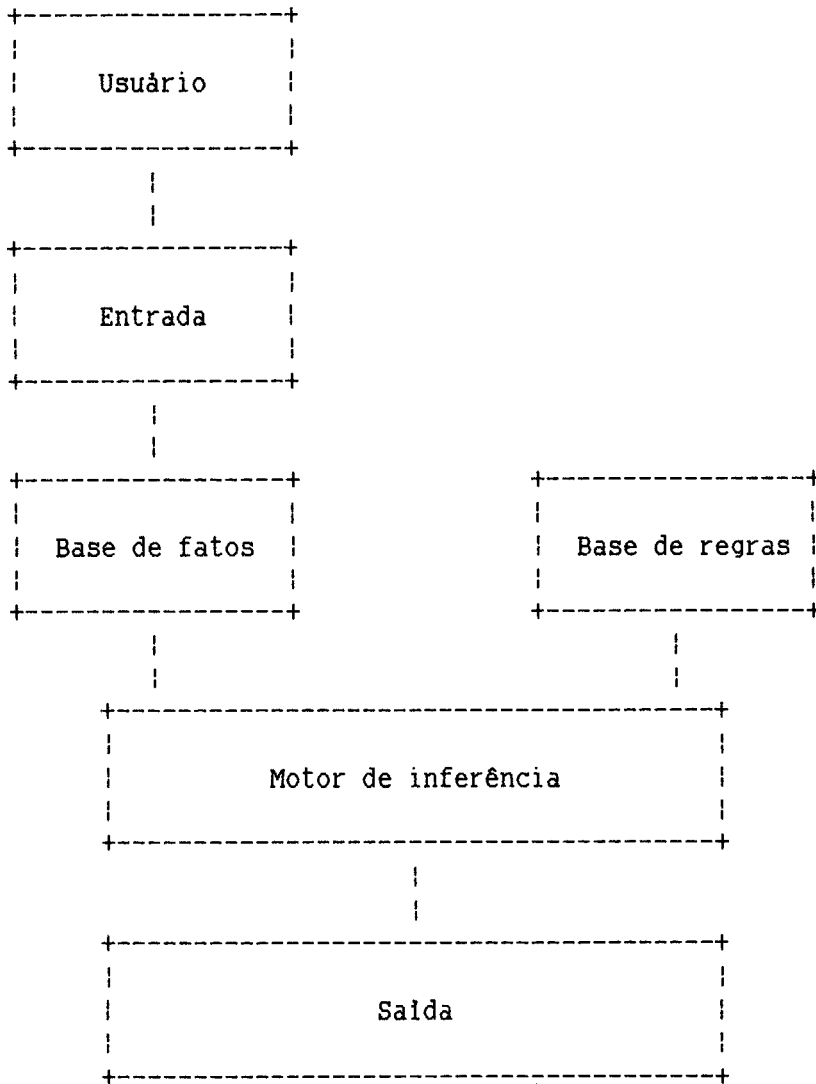 Usuário
Entrada
Base de fatos
Base de regras
Motor de inferência
Saída